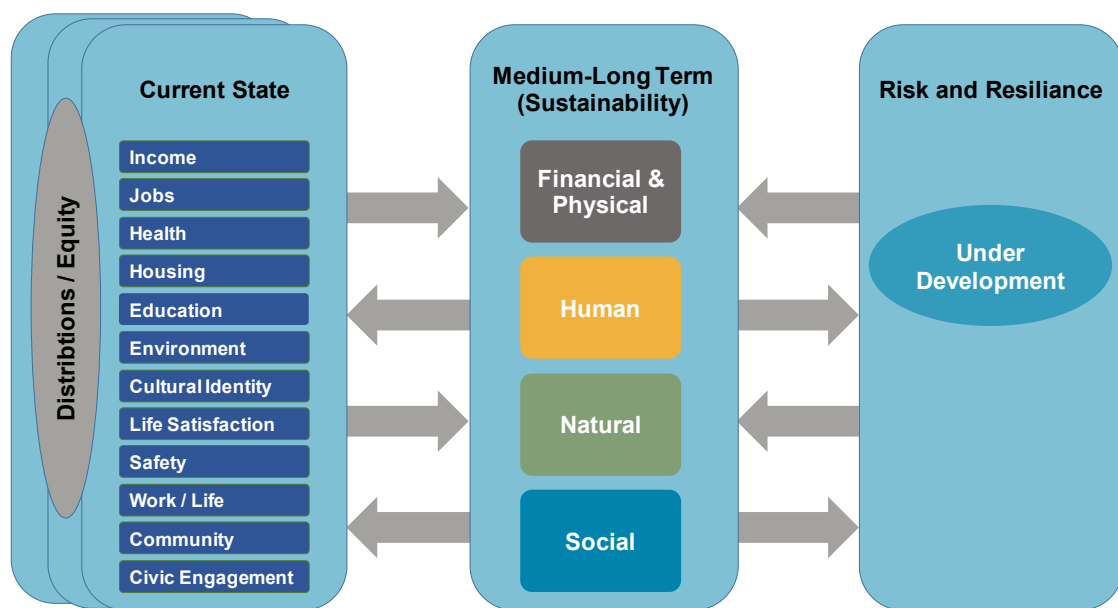 Distribtions / Equity
Current State
Income
Jobs
Health
Housing
Education
Environment
Cultural Identity
Life Satisfaction
Safety
Work / Life
Community
Civic Engagement
Medium-Long Term
(Sustainability)
Financial &
Physical
Human
Natural
Social
Risk and Resiliance
Under
Development